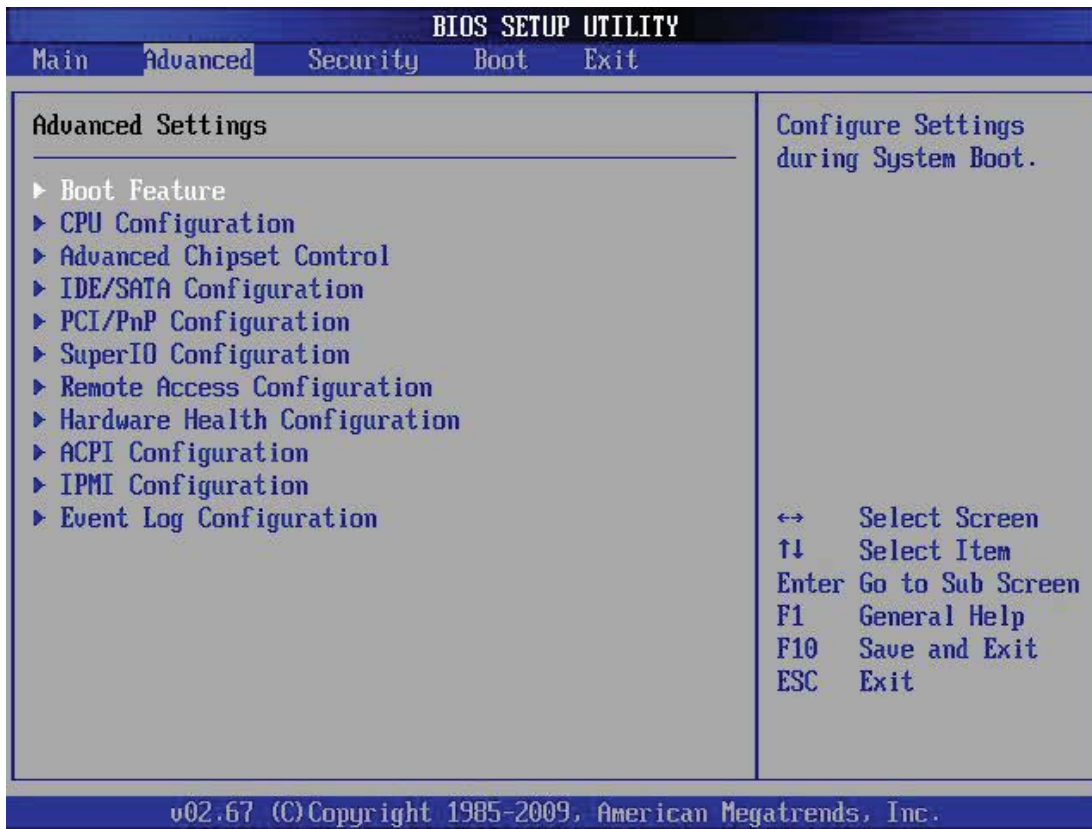 BIOS SETUP UTILITY
Main Advanced Security Boot Exit
Advanced Settings
▶ Boot Feature
▶ CPU Configuration
▶ Advanced Chipset Control
▶ IDE/SATA Configuration
▶ PCI/PnP Configuration
▶ SuperIO Configuration
▶ Remote Access Configuration
▶ Hardware Health Configuration
▶ ACPI Configuration
▶ IPMI Configuration
▶ Event Log Configuration
Configure Settings
during System Boot.
↔ Select Screen
↑↓ Select Item
Enter Go to Sub Screen
F1 General Help
F10 Save and Exit
ESC Exit
v02.67 (C)Copyright 1985-2009, American Megatrends, Inc.